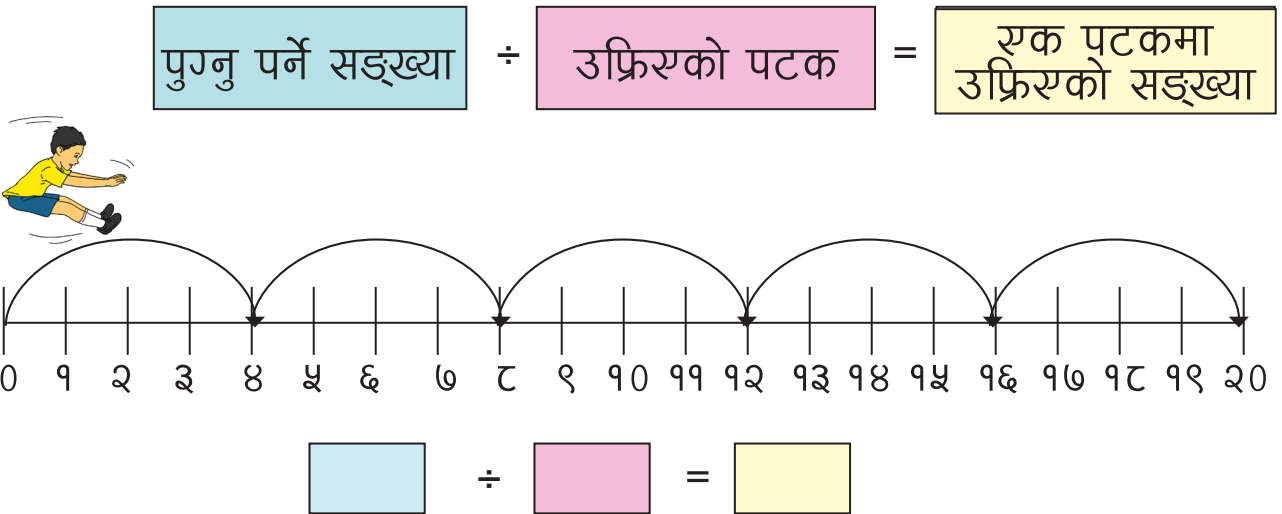 पुग्नु पर्ने सङ्ख्या ÷ उफ्रिएको पटक = एक पटकमा
उफ्रिएको सङ्ख्या
० १ २ ३ ४ ५ ६ ७ ८ ९ १० ११ १२ १३ १४ १५ १६ १७ १८ १९ २०
÷ =